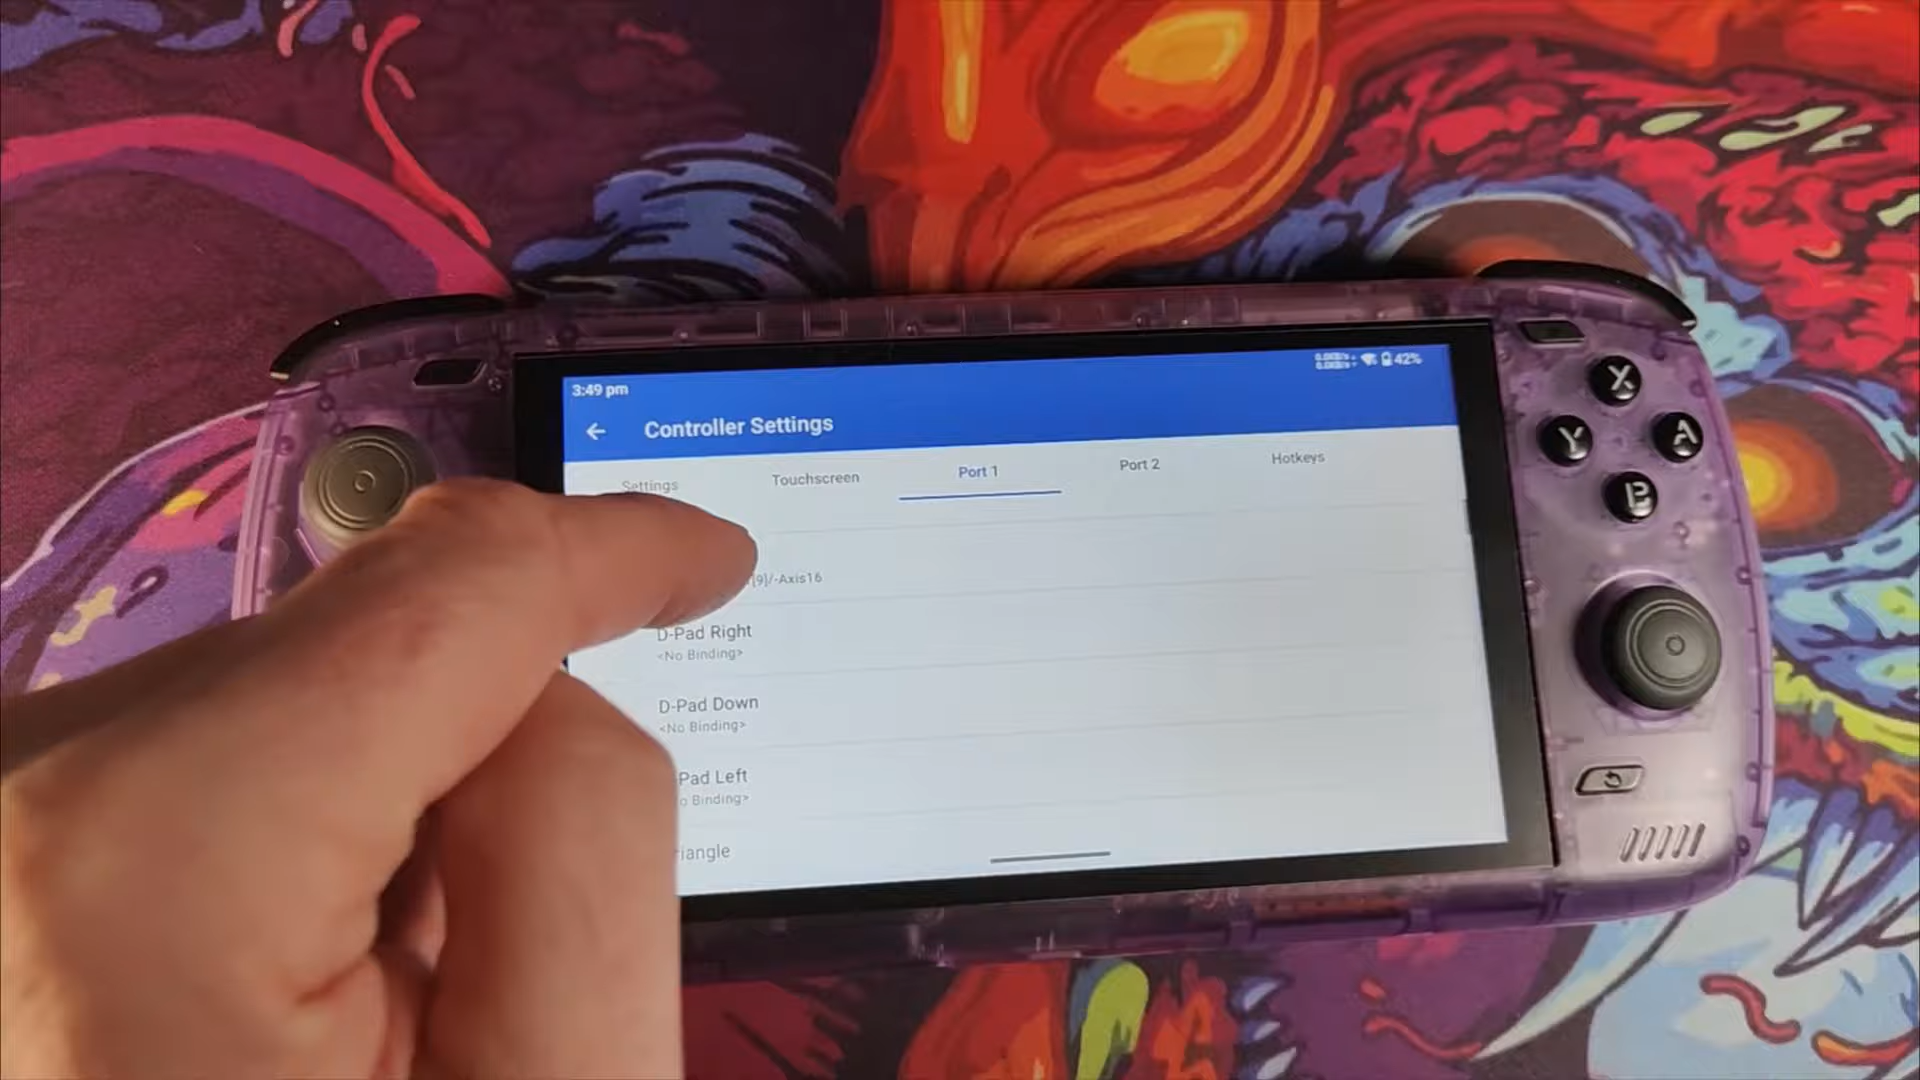 3:49 pm
42%
Controller Settings
Settings
Touchscreen
Port 1
Port 2
Hotkeys
[9]/-Axis16
D-Pad Right
<No Binding>
D-Pad Down
<No Binding>
Pad Left
o Binding>
riangle
X
Y
A
B